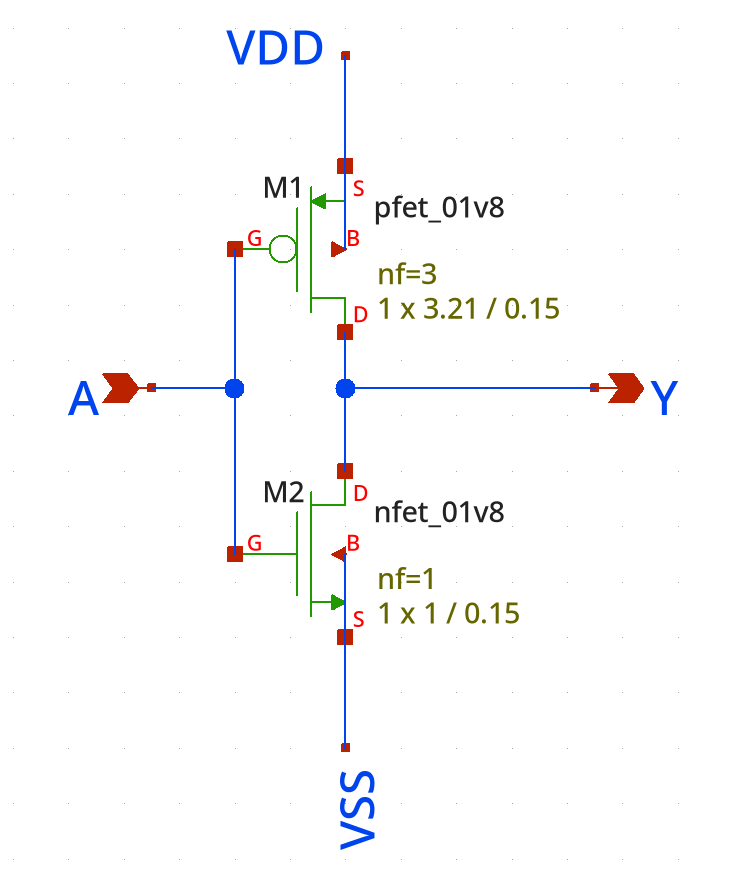 VDD
M1
S
pfet_01v8
G
B
nf=3
1 x 3.21 / 0.15
D
A
Y
M2
D
nfet_01v8
G
B
nf=1
1 x 1 / 0.15
S
VSS